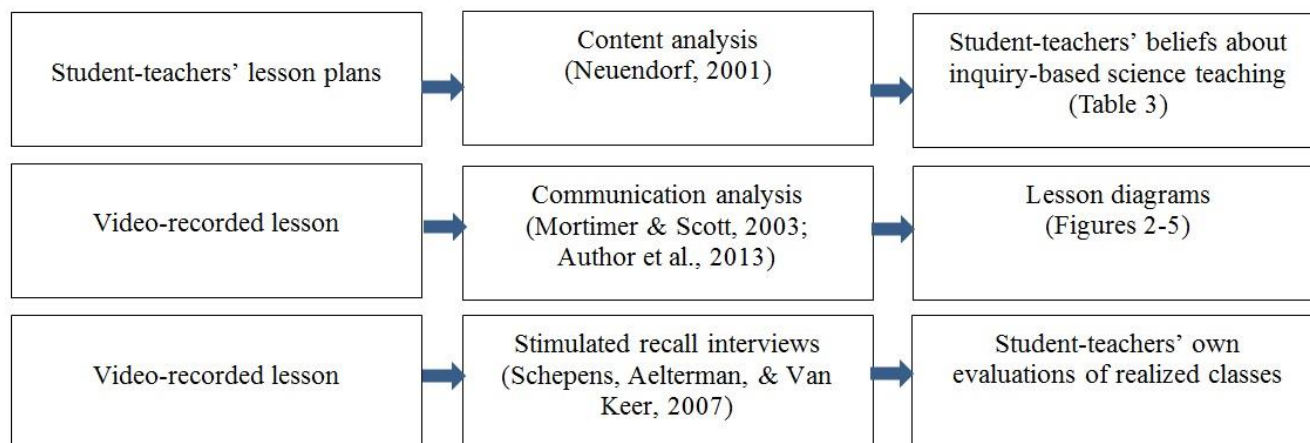 Student-teachers’ lesson plans
Content analysis
(Neuendorf, 2001)
Student-teachers’ beliefs about
inquiry-based science teaching
(Table 3)
Video-recorded lesson
Communication analysis
(Mortimer & Scott, 2003;
Author et al., 2013)
Lesson diagrams
(Figures 2-5)
Video-recorded lesson
Stimulated recall interviews
(Schepens, Aelterman, & Van
Keer, 2007)
Student-teachers’ own
evaluations of realized classes